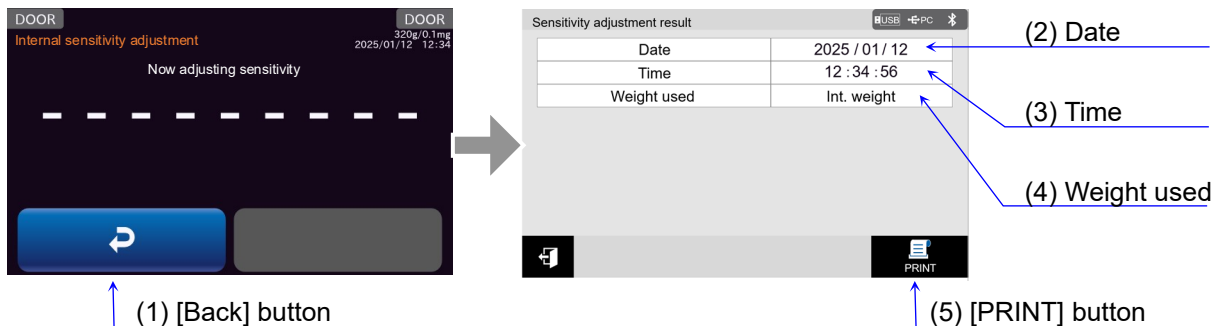 DOOR
DOOR
Internal sensitivity adjustment
320g/0.1mg
2025/01/12 12:34
Now adjusting sensitivity
(1) [Back] button
Sensitivity adjustment result
USB PC
Date 2025 / 01 / 12
Time 12 : 34 : 56
Weight used Int. weight
PRINT
(2) Date
(3) Time
(4) Weight used
(5) [PRINT] button